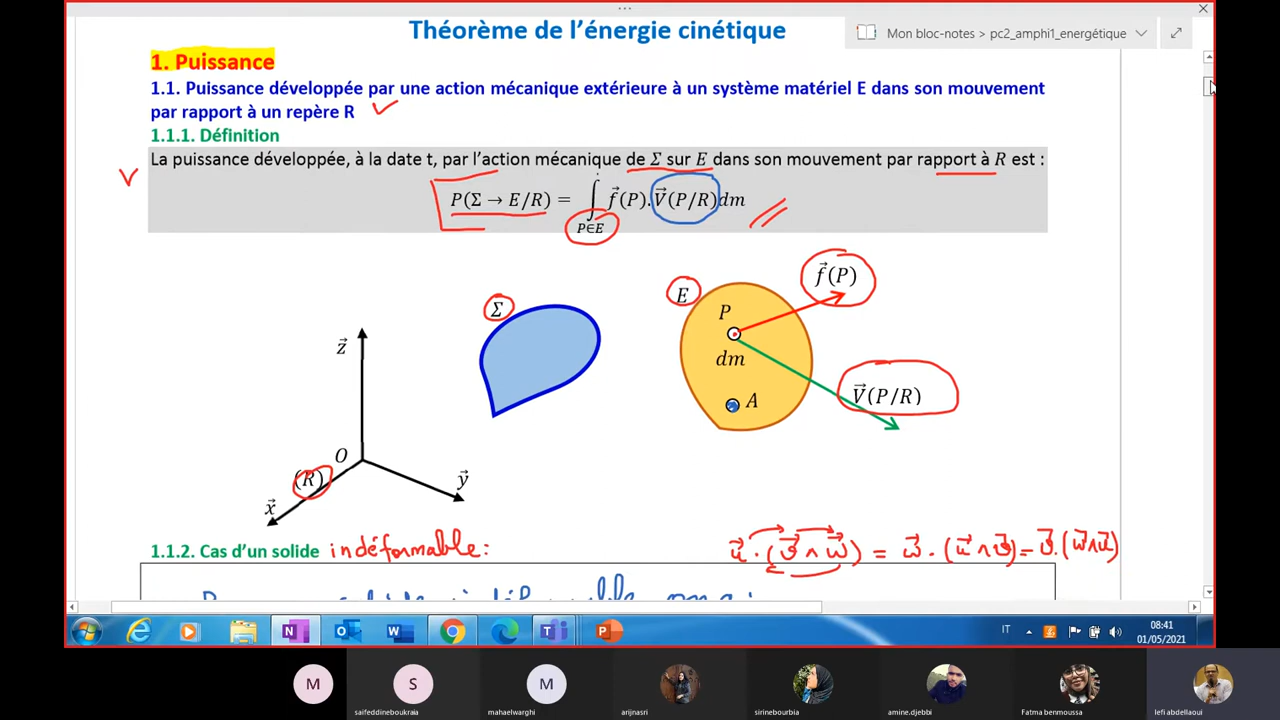 Théorème de l'énergie cinétique
Mon bloc-notes > pc2_amphi1_energétique
1. Puissance
1.1. Puissance développée par une action mécanique extérieure à un système matériel E dans son mouvement
par rapport à un repère R
1.1.1. Définition
La puissance développée, à la date t, par l'action mécanique de Σ sur E dans son mouvement par rapport à R est :
P(Σ → E/R) = ∫ f⃗(P).V⃗(P/R)dm
P∈E
f⃗(P)
E
Σ
P
z⃗
dm
V⃗(P/R)
A
O
(R)
y⃗
x⃗
1.1.2. Cas d'un solide indéformable :
u⃗ . (v⃗ ∧ w⃗) = w⃗ . (u⃗ ∧ v⃗) = v⃗ . (w⃗ ∧ u⃗)
IT
08:41
01/05/2021
M
S
M
saifeddineboukraia
mahaelwarghi
arijnasri
sirinebourbia
amine.djebbi
Fatma benmoussa
lefi abdellaoui